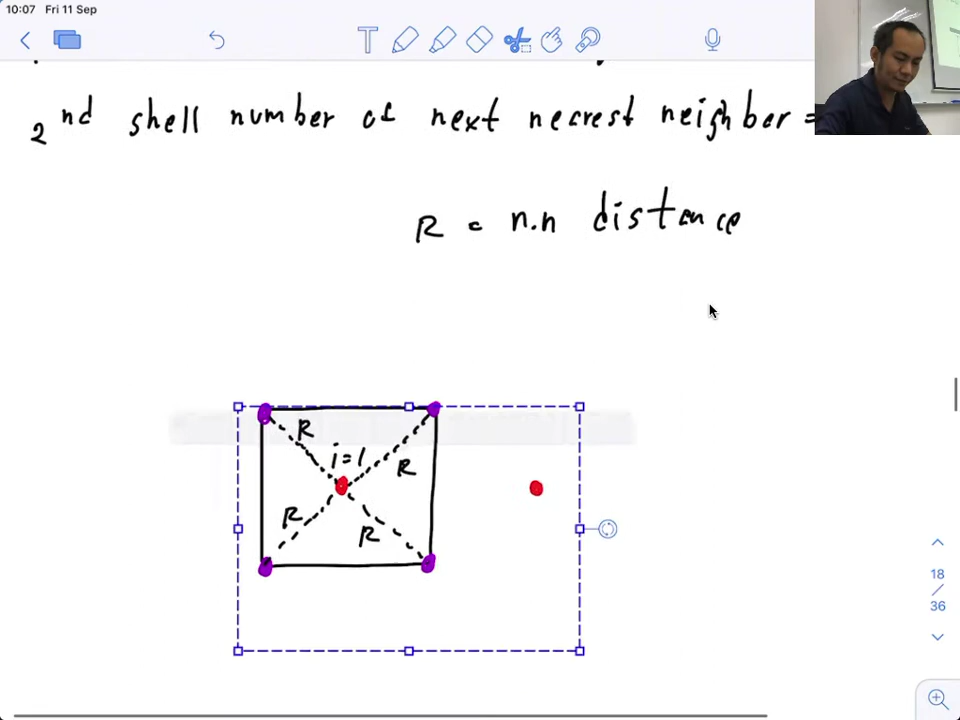 10:07 Fri 11 Sep
T
2nd shell number of next nearest neighbor =
R = n.n distance
R
i=1
R
R
R
18
/
36